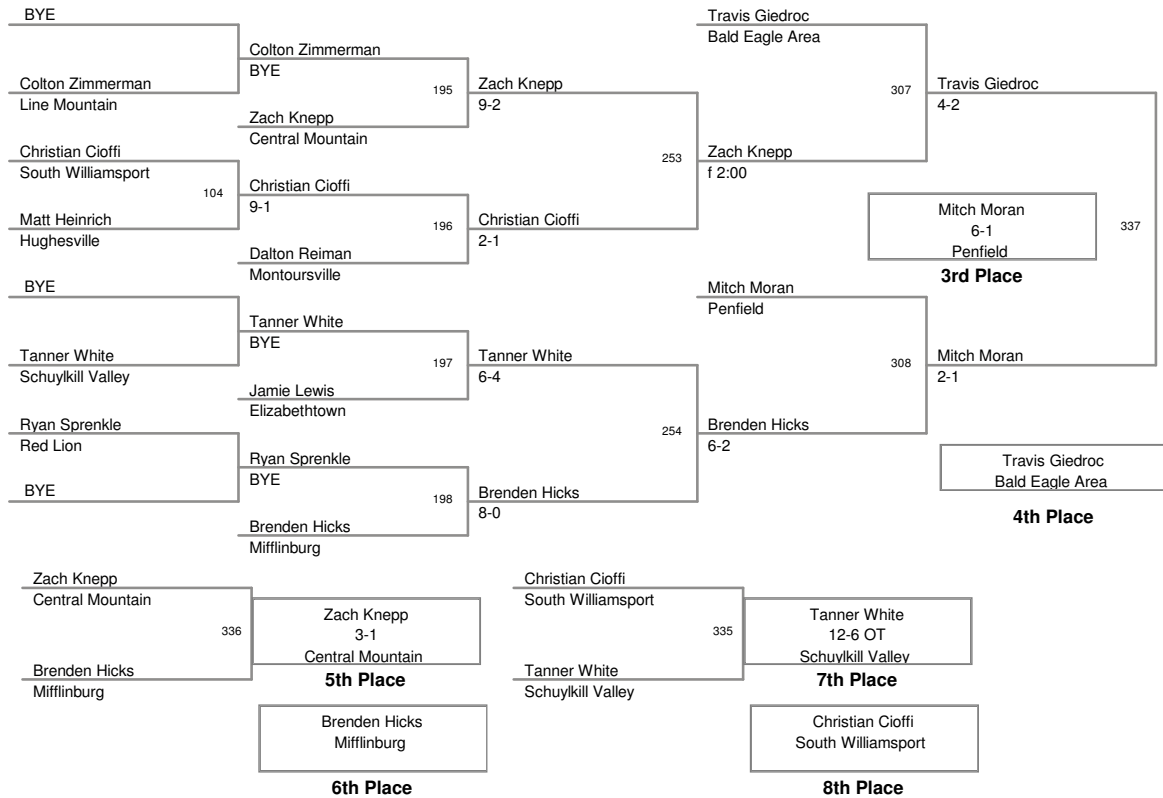 BYE
Colton Zimmerman
Line Mountain
Christian Cioffi
South Williamsport
104
Matt Heinrich
Hughesville
BYE
Tanner White
Schuylkill Valley
Ryan Sprenkle
Red Lion
BYE
Colton Zimmerman
BYE
195
Zach Knepp
Central Mountain
Christian Cioffi
9-1
196
Dalton Reiman
Montoursville
Tanner White
BYE
197
Jamie Lewis
Elizabethtown
Ryan Sprenkle
BYE
198
Brenden Hicks
Mifflinburg
Zach Knepp
9-2
253
Christian Cioffi
2-1
Tanner White
6-4
254
Brenden Hicks
8-0
Travis Giedroc
Bald Eagle Area
307
Zach Knepp
f 2:00
Mitch Moran
Penfield
308
Brenden Hicks
6-2
Travis Giedroc
4-2
337
Mitch Moran
6-1
Penfield
3rd Place
Mitch Moran
2-1
Travis Giedroc
Bald Eagle Area
4th Place
Zach Knepp
Central Mountain
336
Brenden Hicks
Mifflinburg
Zach Knepp
3-1
Central Mountain
5th Place
Brenden Hicks
Mifflinburg
6th Place
Christian Cioffi
South Williamsport
335
Tanner White
Schuylkill Valley
Tanner White
12-6 OT
Schuylkill Valley
7th Place
Christian Cioffi
South Williamsport
8th Place